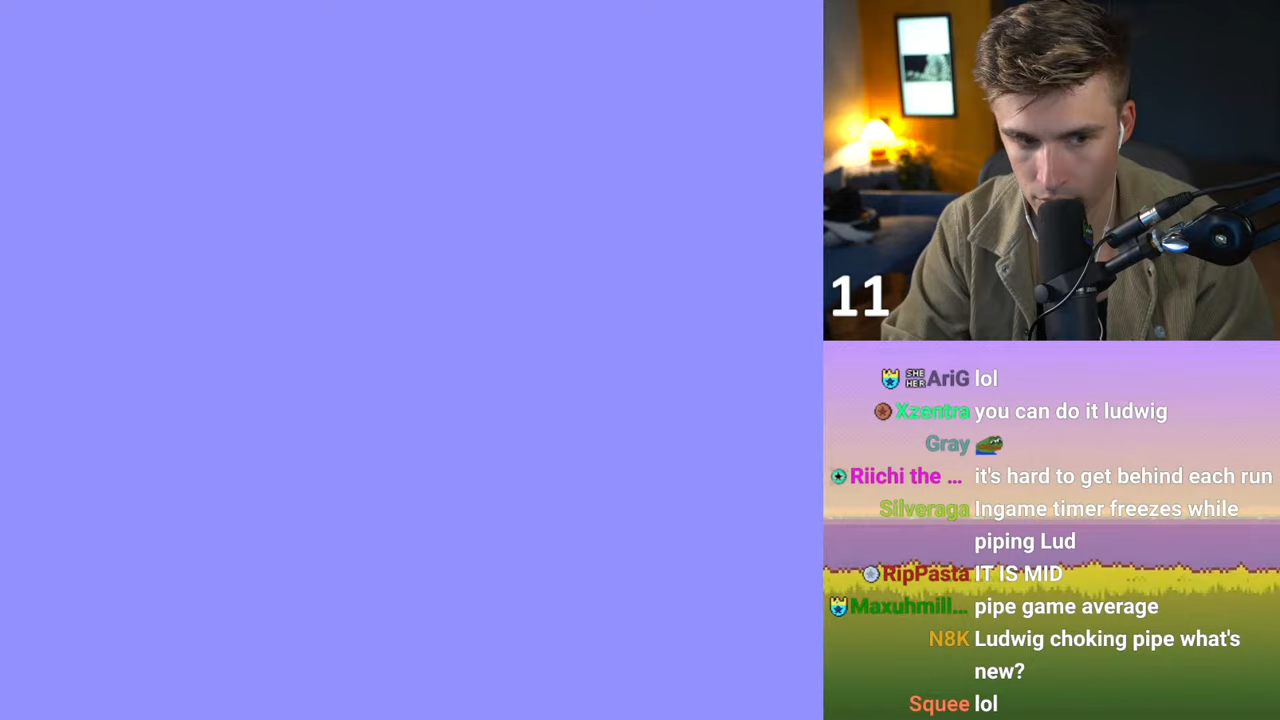 11
SHE HER AriG lol
Xzentra you can do it ludwig
Gray
Riichi the ... it's hard to get behind each run
Silveraga Ingame timer freezes while
piping Lud
RipPasta IT IS MID
Maxuhmill... pipe game average
N8K Ludwig choking pipe what's
new?
Squee lol